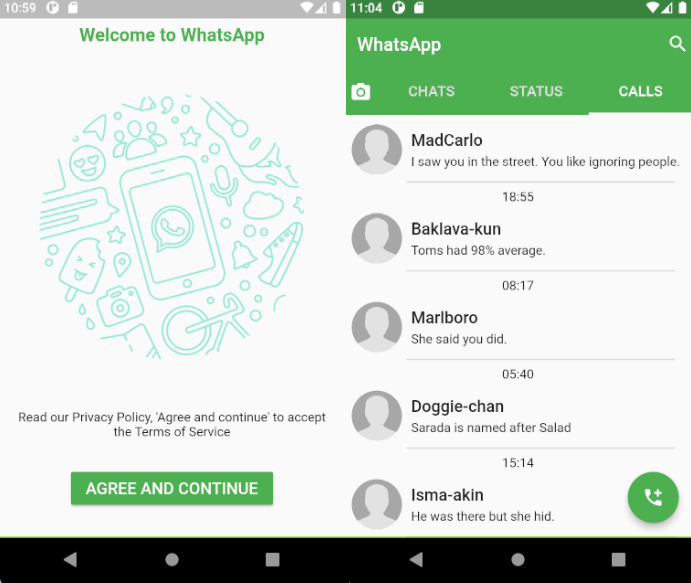 10:59
Welcome to WhatsApp
Read our Privacy Policy, 'Agree and continue' to accept
the Terms of Service
AGREE AND CONTINUE
11:04
WhatsApp
CHATS STATUS CALLS
MadCarlo
I saw you in the street. You like ignoring people.
18:55
Baklava-kun
Toms had 98% average.
08:17
Marlboro
She said you did.
05:40
Doggie-chan
Sarada is named after Salad
15:14
Isma-akin
He was there but she hid.